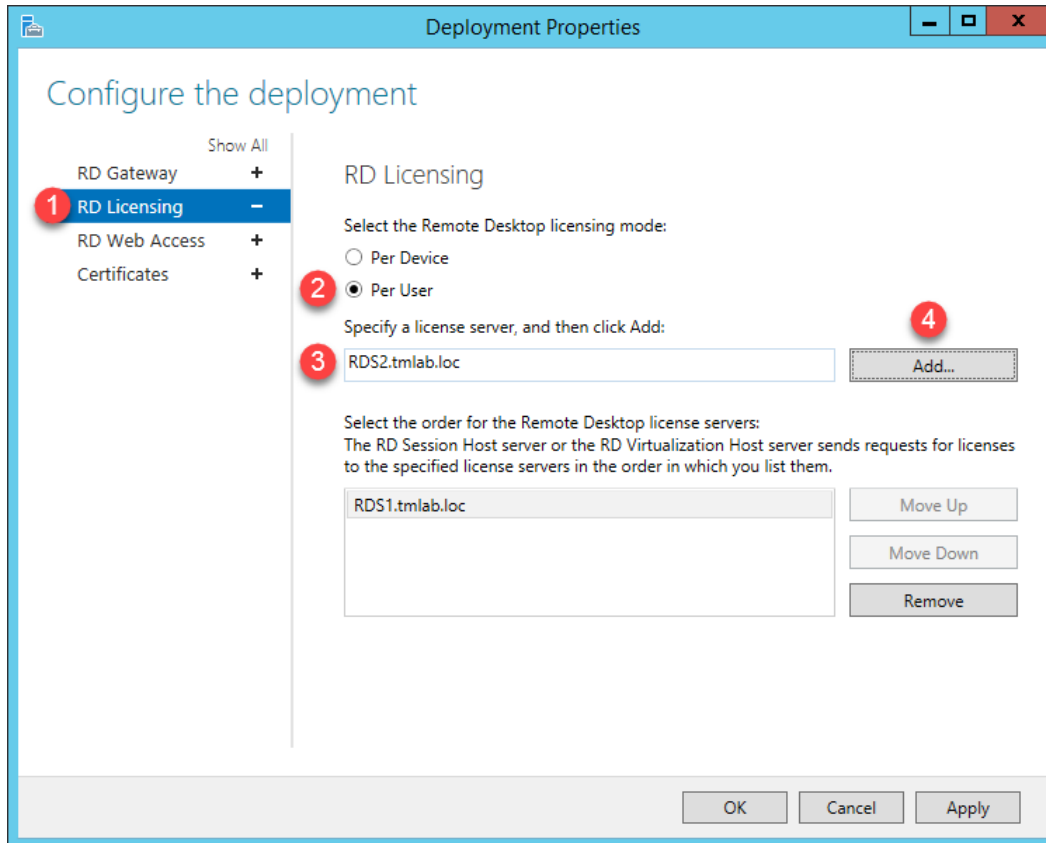 Deployment Properties
Configure the deployment
Show All
RD Gateway +
1 RD Licensing –
RD Web Access +
Certificates +
RD Licensing
Select the Remote Desktop licensing mode:
Per Device
2 Per User
Specify a license server, and then click Add:
3 RDS2.tmlab.loc
4
Add...
Select the order for the Remote Desktop license servers:
The RD Session Host server or the RD Virtualization Host server sends requests for licenses
to the specified license servers in the order in which you list them.
RDS1.tmlab.loc
Move Up
Move Down
Remove
OK Cancel Apply